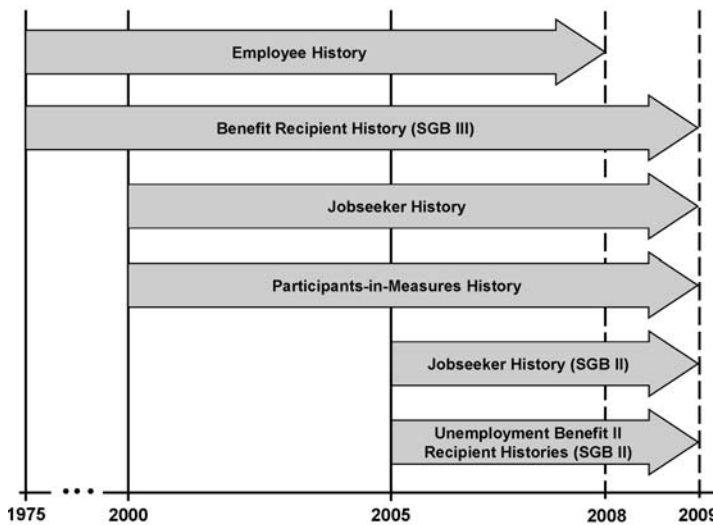 Employee History
Benefit Recipient History (SGB III)
Jobseeker History
Participants-in-Measures History
Jobseeker History (SGB II)
Unemployment Benefit II
Recipient Histories (SGB II)
1975 ••• 2000 2005 2008 2009